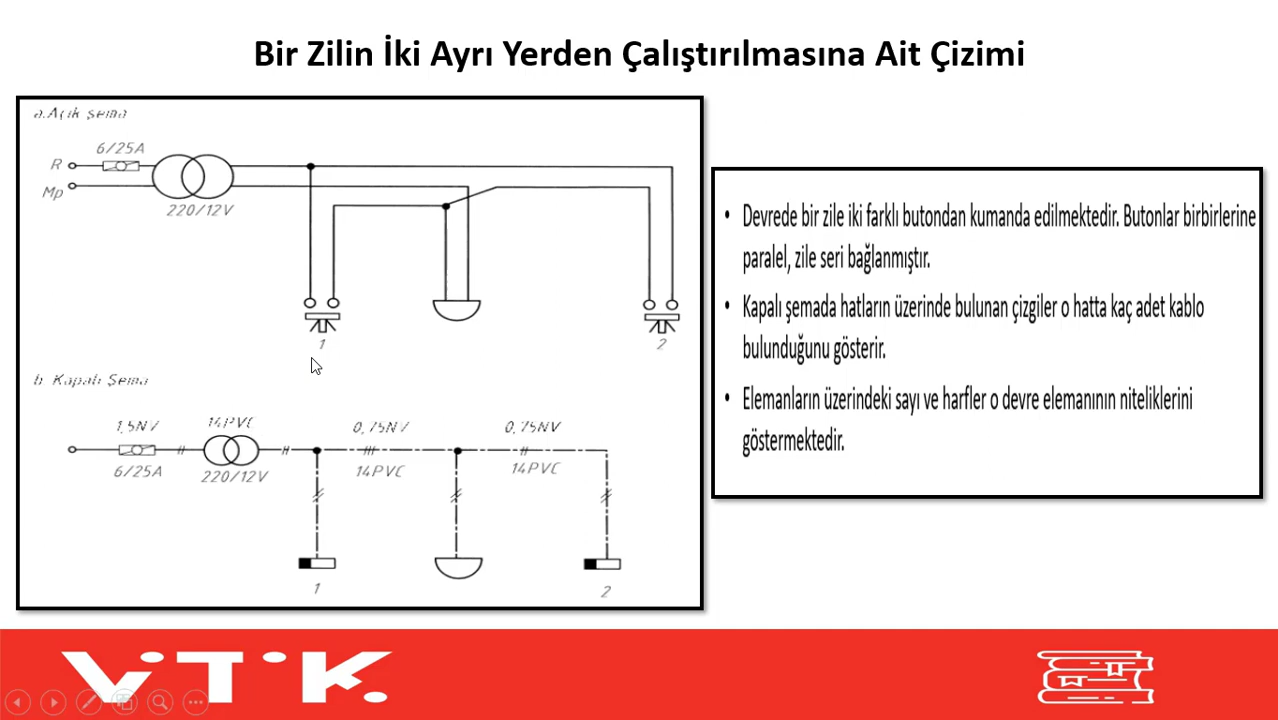 Bir Zilin İki Ayrı Yerden Çalıştırılmasına Ait Çizimi
a.Açık şema
6/25A
R
Mp
220/12V
1
2
b. Kapalı Şema
1,5NV
14PVC
0,75NV
0,75NV
6/25A
220/12V
14PVC
14PVC
1
2
• Devrede bir zile iki farklı butondan kumanda edilmektedir. Butonlar birbirlerine
paralel, zile seri bağlanmıştır.
• Kapalı şemada hatların üzerinde bulunan çizgiler o hatta kaç adet kablo
bulunduğunu gösterir.
• Elemanların üzerindeki sayı ve harfler o devre elemanının niteliklerini
göstermektedir.
VTK